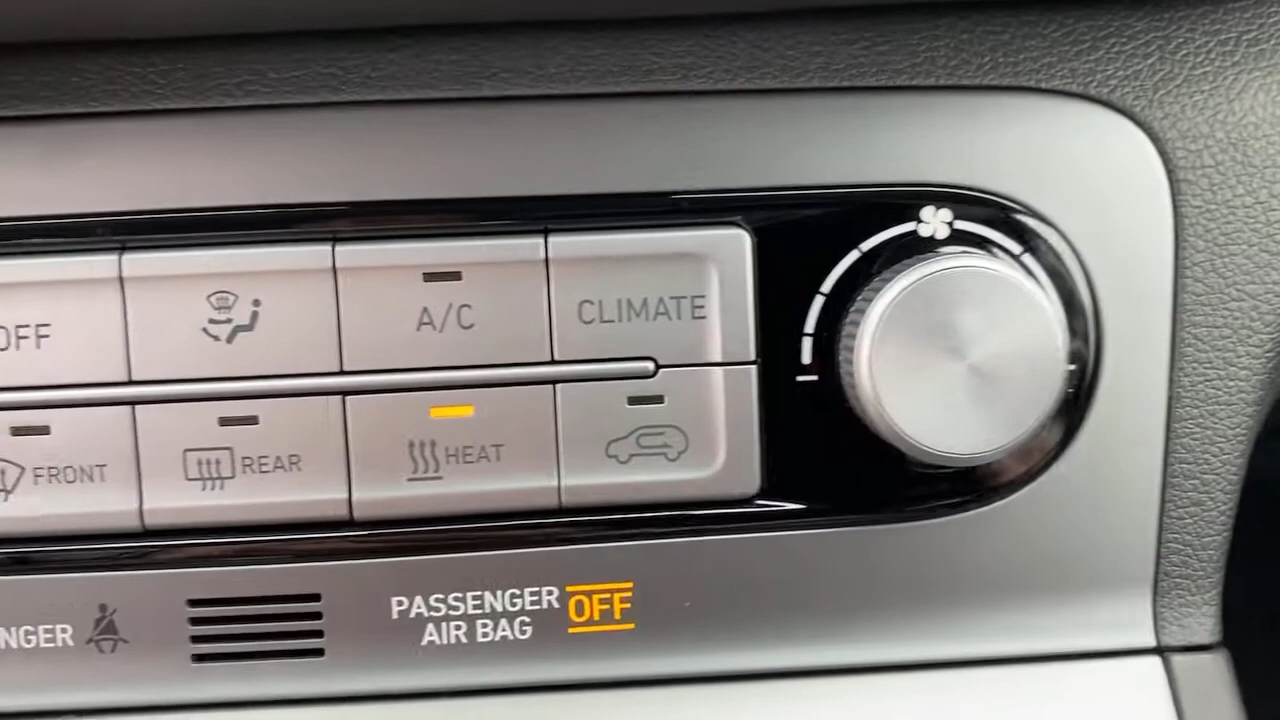 OFF
A/C
CLIMATE
FRONT
REAR
HEAT
NGER
PASSENGER OFF
AIR BAG